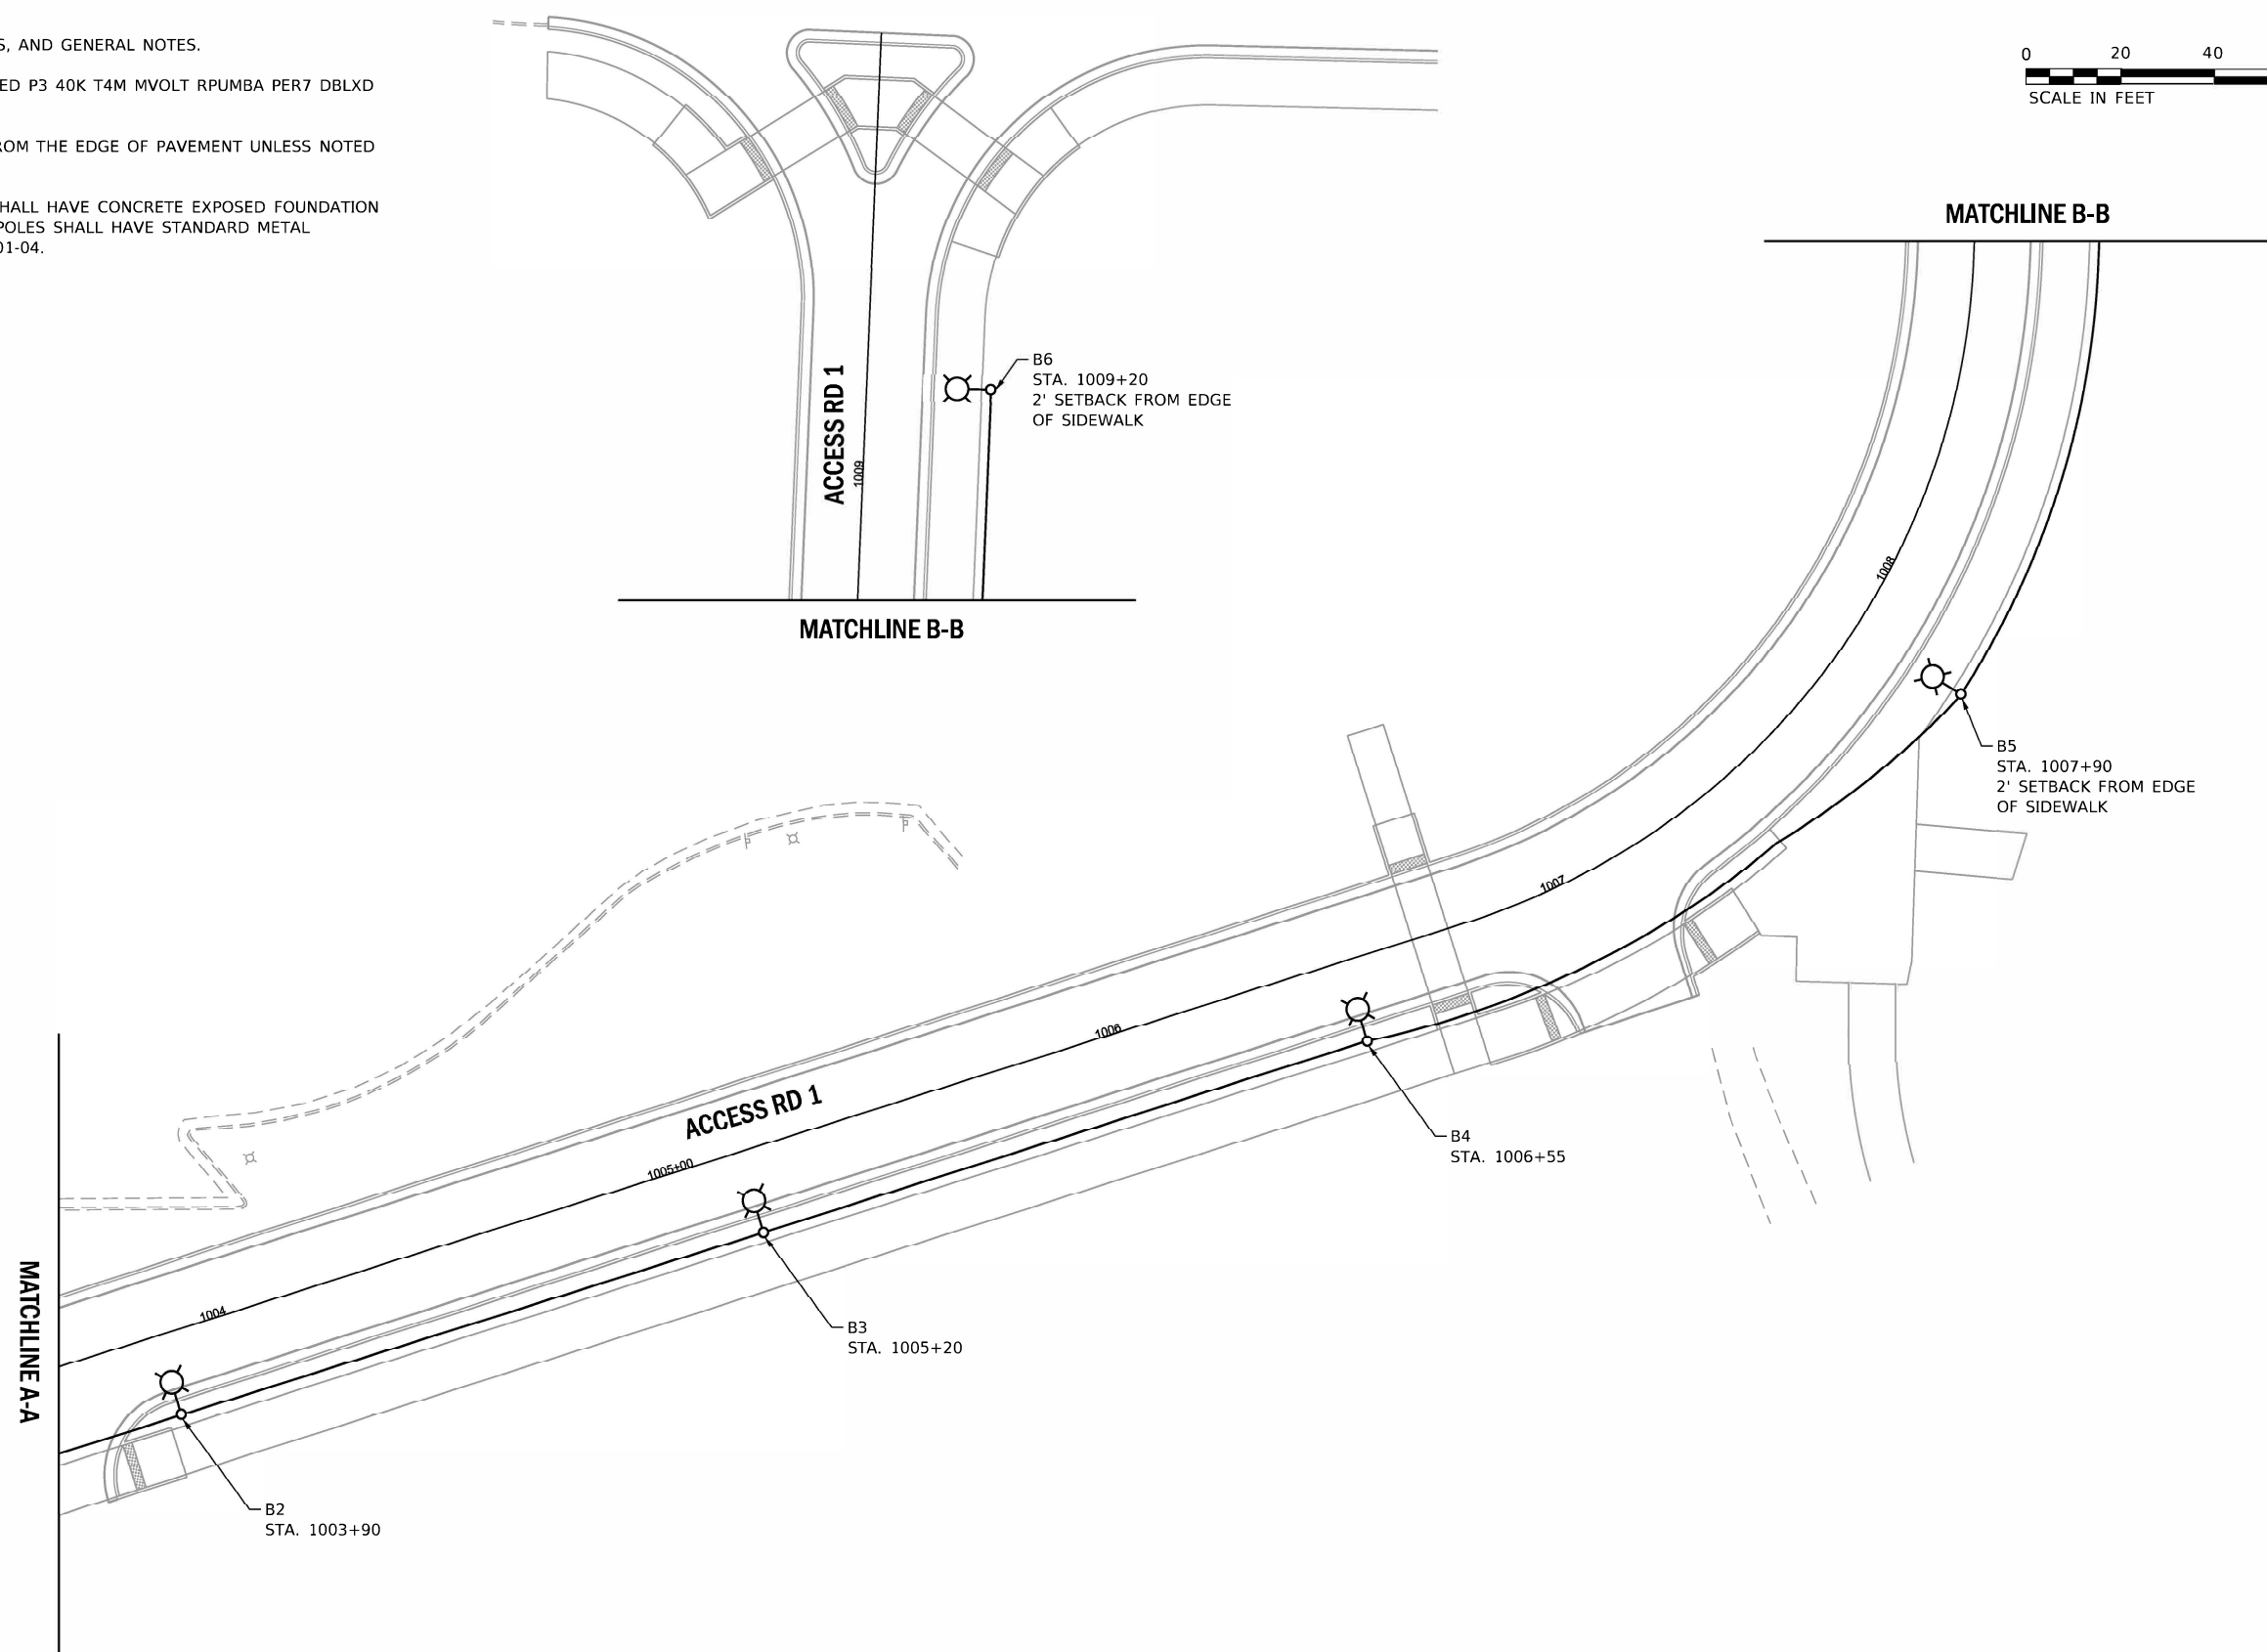 S, AND GENERAL NOTES.
ED P3 40K T4M MVOLT RPUMBA PER7 DBLXD
ROM THE EDGE OF PAVEMENT UNLESS NOTED
HALL HAVE CONCRETE EXPOSED FOUNDATION
POLES SHALL HAVE STANDARD METAL
01-04.
0 20 40
SCALE IN FEET
MATCHLINE B-B
B6
STA. 1009+20
2' SETBACK FROM EDGE
OF SIDEWALK
ACCESS RD 1
1009
MATCHLINE B-B
1008
B5
STA. 1007+90
2' SETBACK FROM EDGE
OF SIDEWALK
1007
1006
ACCESS RD 1
1005+00
B4
STA. 1006+55
MATCHLINE A-A
1004
B3
STA. 1005+20
B2
STA. 1003+90